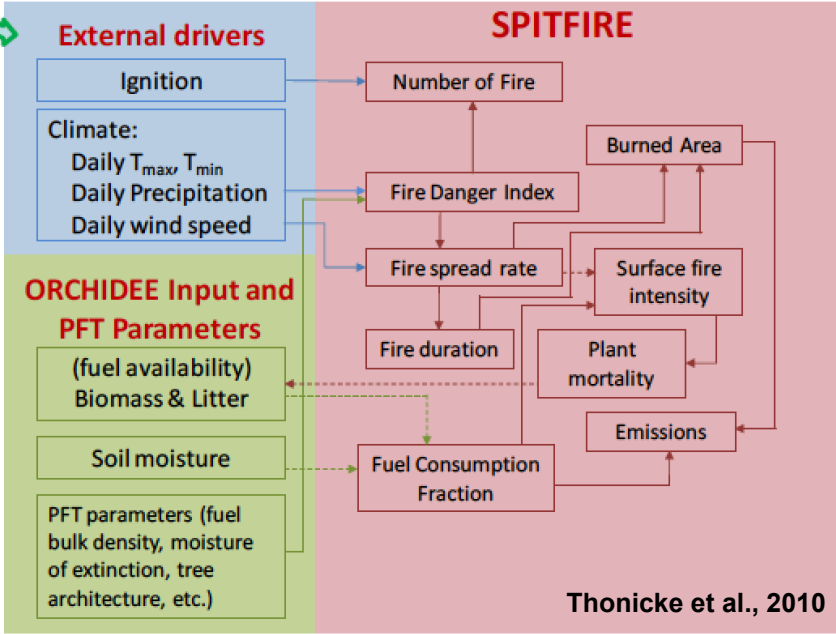 External drivers
Ignition
Climate:
Daily Tmax, Tmin
Daily Precipitation
Daily wind speed
ORCHIDEE Input and
PFT Parameters
(fuel availability)
Biomass & Litter
Soil moisture
PFT parameters (fuel
bulk density, moisture
of extinction, tree
architecture, etc.)
SPITFIRE
Number of Fire
Burned Area
Fire Danger Index
Fire spread rate
Surface fire
intensity
Fire duration
Plant
mortality
Emissions
Fuel Consumption
Fraction
Thonicke et al., 2010